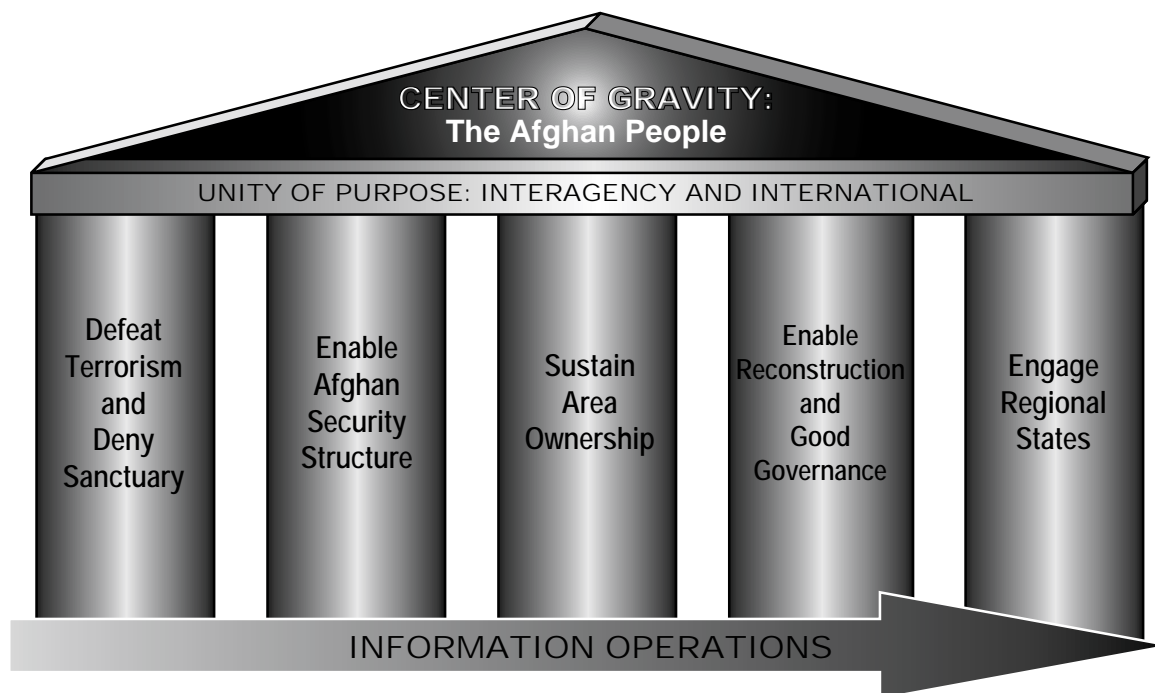 CENTER OF GRAVITY:
The Afghan People
UNITY OF PURPOSE: INTERAGENCY AND INTERNATIONAL
Defeat
Terrorism
and
Deny
Sanctuary
Enable
Afghan
Security
Structure
Sustain
Area
Ownership
Enable
Reconstruction
and
Good
Governance
Engage
Regional
States
INFORMATION OPERATIONS